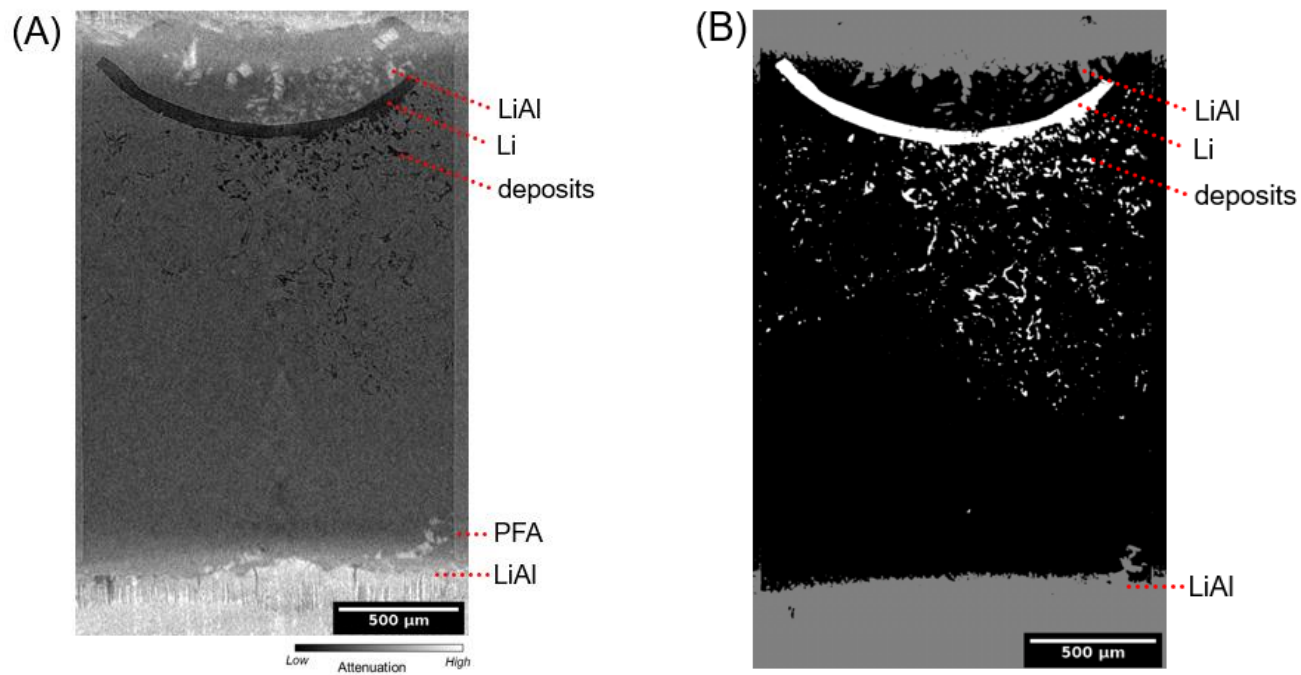 (A)
LiAl
Li
deposits
PFA
LiAl
500 µm
Low
Attenuation
High
(B)
LiAl
Li
deposits
LiAl
500 µm